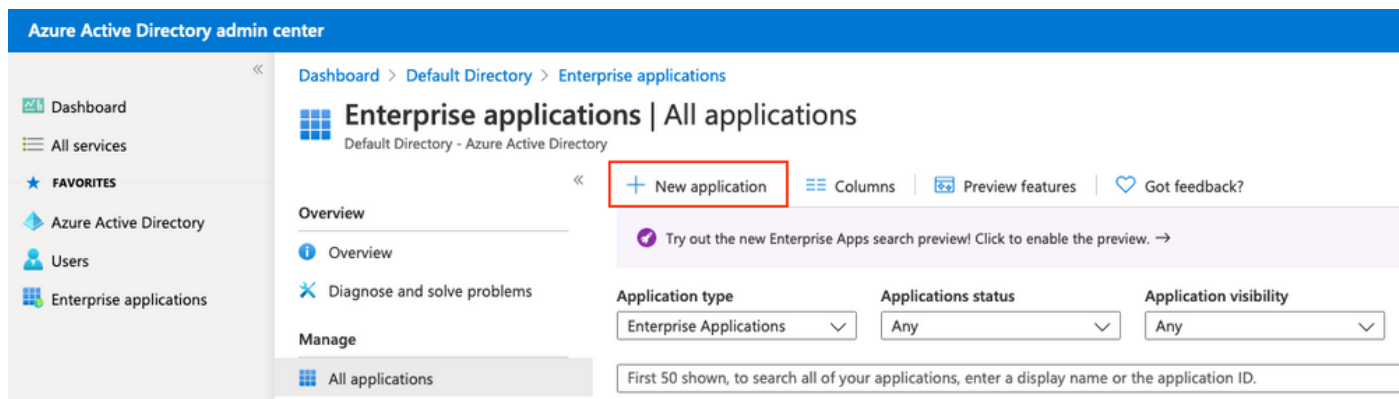 Azure Active Directory admin center
Dashboard
All services
FAVORITES
Azure Active Directory
Users
Enterprise applications
Dashboard > Default Directory > Enterprise applications
Enterprise applications | All applications
Default Directory - Azure Active Directory
Overview
Overview
Diagnose and solve problems
Manage
All applications
New application Columns Preview features Got feedback?
Try out the new Enterprise Apps search preview! Click to enable the preview. →
Application type Applications status Application visibility
Enterprise Applications Any Any
First 50 shown, to search all of your applications, enter a display name or the application ID.